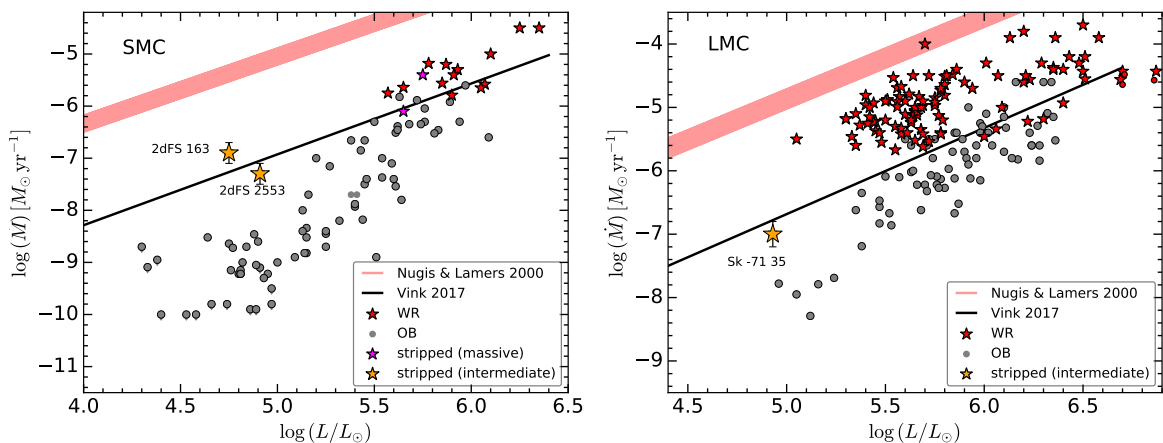 SMC
−5
−6
−7
−8
−9
−10
−11
log (Ṁ) [M⊙ yr⁻¹]
2dFS 163
2dFS 2553
Nugis & Lamers 2000
Vink 2017
WR
OB
stripped (massive)
stripped (intermediate)
4.0 4.5 5.0 5.5 6.0 6.5
log (L/L⊙)
LMC
−4
−5
−6
−7
−8
−9
log (Ṁ) [M⊙ yr⁻¹]
Sk -71 35
Nugis & Lamers 2000
Vink 2017
WR
OB
stripped (intermediate)
4.5 5.0 5.5 6.0 6.5
log (L/L⊙)